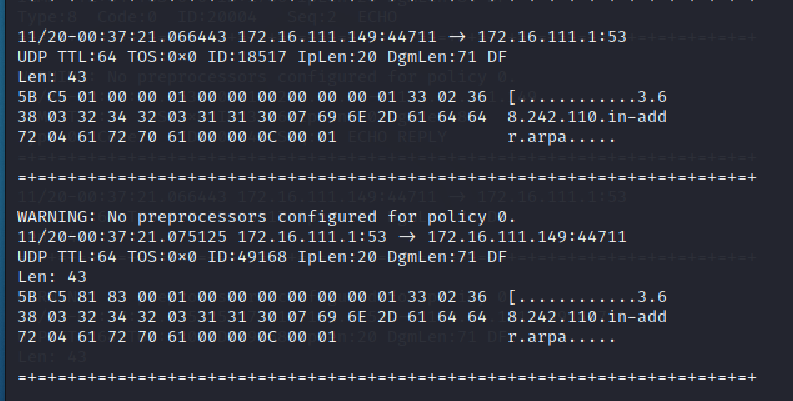 11/20-00:37:21.066443 172.16.111.149:44711 → 172.16.111.1:53
UDP TTL:64 TOS:0×0 ID:18517 IpLen:20 DgmLen:71 DF
Len: 43
5B C5 01 00 00 01 00 00 00 00 00 00 01 33 02 36  [............3.6
38 03 32 34 32 03 31 31 30 07 69 6E 2D 61 64 64  8.242.110.in-add
72 04 61 72 70 61 00 00 0C 00 01                 r.arpa.....
=+=+=+=+=+=+=+=+=+=+=+=+=+=+=+=+=+=+=+=+=+=+=+=+=+=+=+=+=+=+=+=+=+=+=+=+=+
WARNING: No preprocessors configured for policy 0.
11/20-00:37:21.075125 172.16.111.1:53 → 172.16.111.149:44711
UDP TTL:64 TOS:0×0 ID:49168 IpLen:20 DgmLen:71 DF
Len: 43
5B C5 81 83 00 01 00 00 00 00 00 00 01 33 02 36  [............3.6
38 03 32 34 32 03 31 31 30 07 69 6E 2D 61 64 64  8.242.110.in-add
72 04 61 72 70 61 00 00 0C 00 01                 r.arpa.....
=+=+=+=+=+=+=+=+=+=+=+=+=+=+=+=+=+=+=+=+=+=+=+=+=+=+=+=+=+=+=+=+=+=+=+=+=+